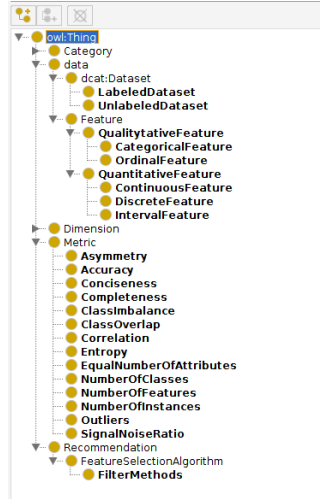 owl:Thing
Category
data
dcat:Dataset
LabeledDataset
UnlabeledDataset
Feature
QualitytativeFeature
CategoricalFeature
OrdinalFeature
QuantitativeFeature
ContinuousFeature
DiscreteFeature
IntervalFeature
Dimension
Metric
Asymmetry
Accuracy
Conciseness
Completeness
ClassImbalance
ClassOverlap
Correlation
Entropy
EqualNumberOfAttributes
NumberOfClasses
NumberOfFeatures
NumberOfInstances
Outliers
SignalNoiseRatio
Recommendation
FeatureSelectionAlgorithm
FilterMethods